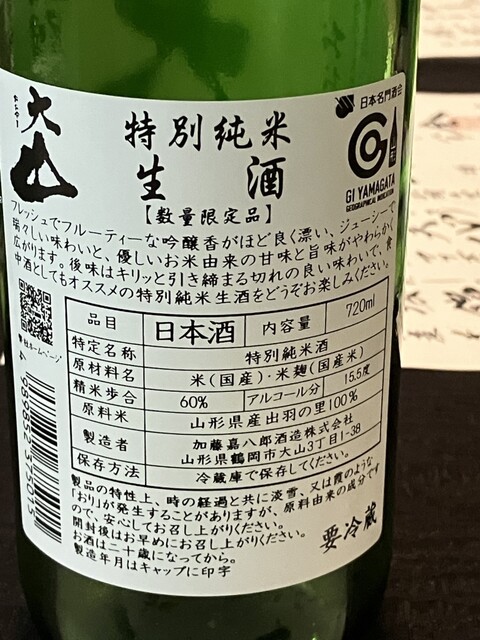 大山
おおやま
特別純米
生酒
【数量限定品】
日本名門酒会
GI YAMAGATA
GEOGRAPHICAL INDICATION
フレッシュでフルーティーな吟醸香がほど良く漂い、ジューシーで
瑞々しい味わいと、優しいお米由来の甘味と旨味がやわらかく
広がります。後味はキリッと引き締まる切れの良い味わいで、食
中酒としてもオススメの特別純米生酒をどうぞお楽しみください。
品目 日本酒 内容量 720ml
特定名称 特別純米酒
原材料名 米(国産)・米麹(国産米)
精米歩合 60% アルコール分 15.5度
原料米 山形県産出羽の里100%
製造者 加藤嘉八郎酒造株式会社
山形県鶴岡市大山3丁目1-38
保存方法 冷蔵庫で保存してください。
製品の特性上、時の経過と共に淡雪、又は霞のような
「おり」が発生することがありますが、原料由来の成分です
ので、安心してお召し上がりください。
開封後はお早めにお召し上がりください。
お酒は二十歳になってから。
製造年月はキャップに印字
要冷蔵
ホームページ
4 989852 375015